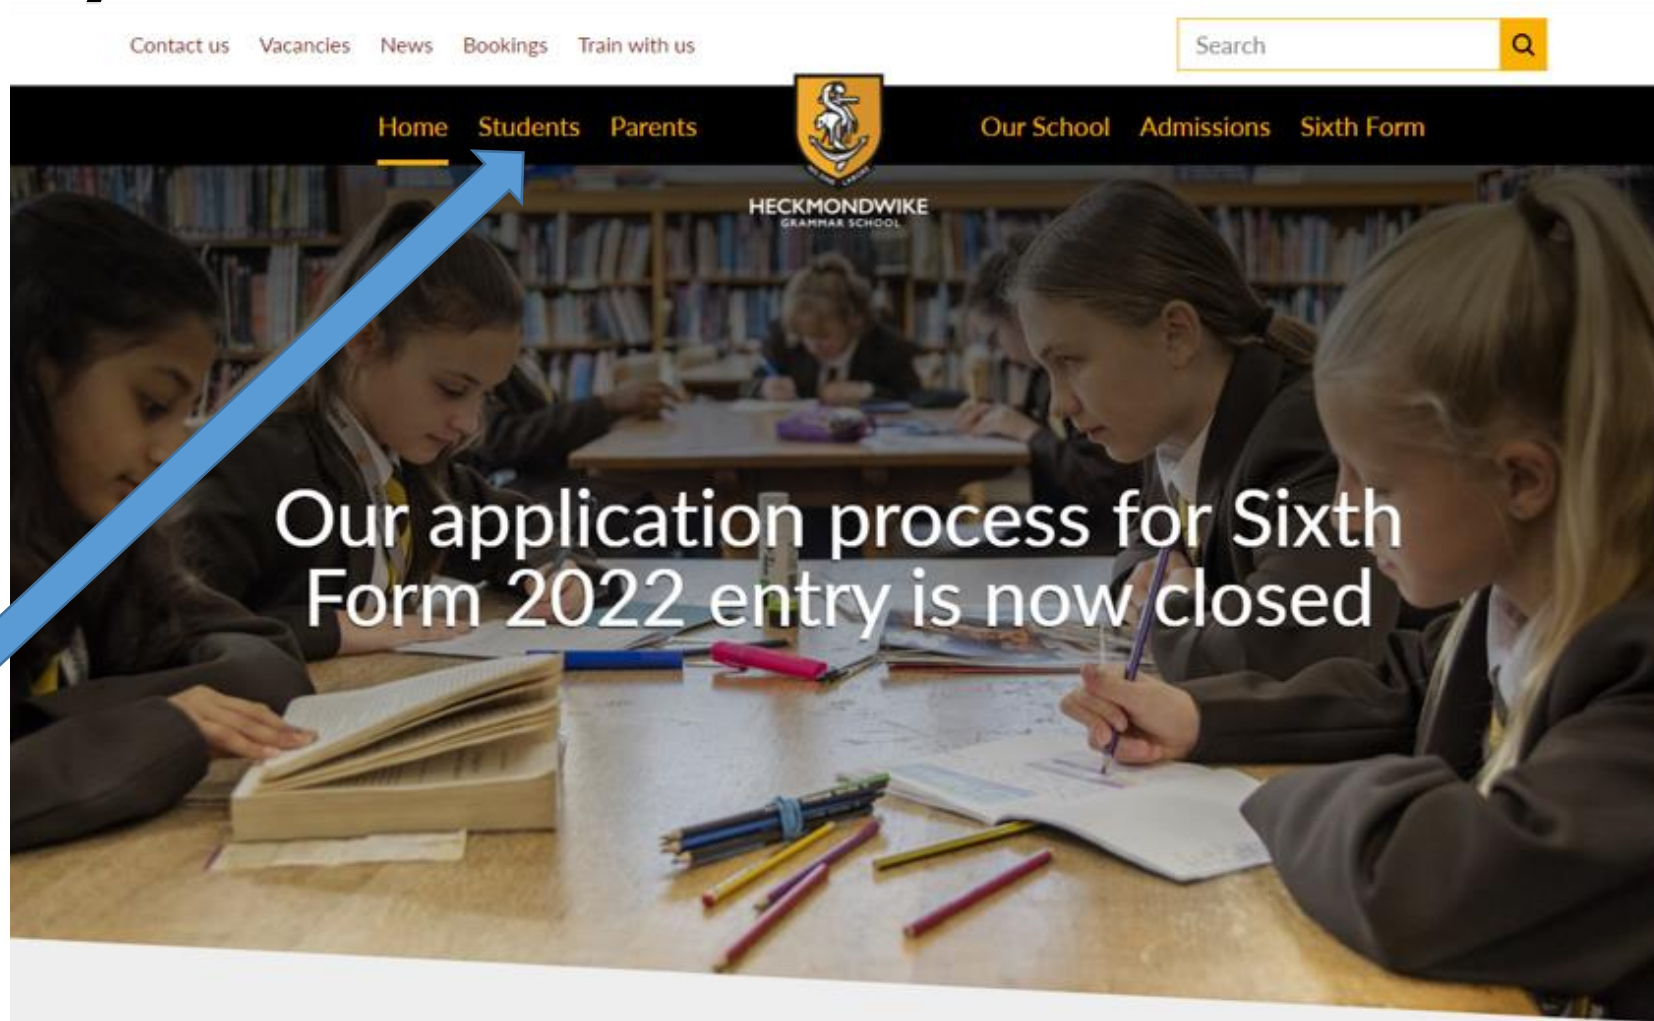 Contact us Vacancies News Bookings Train with us Search
Home Students Parents Our School Admissions Sixth Form
HECKMONDWIKE
GRAMMAR SCHOOL
Our application process for Sixth
Form 2022 entry is now closed